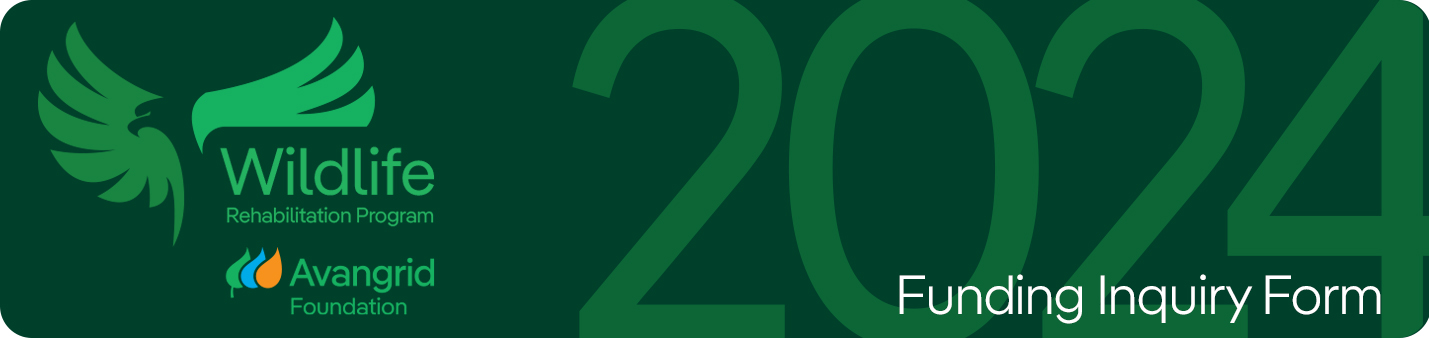 Wildlife
Rehabilitation Program
Avangrid
Foundation
2024
Funding Inquiry Form